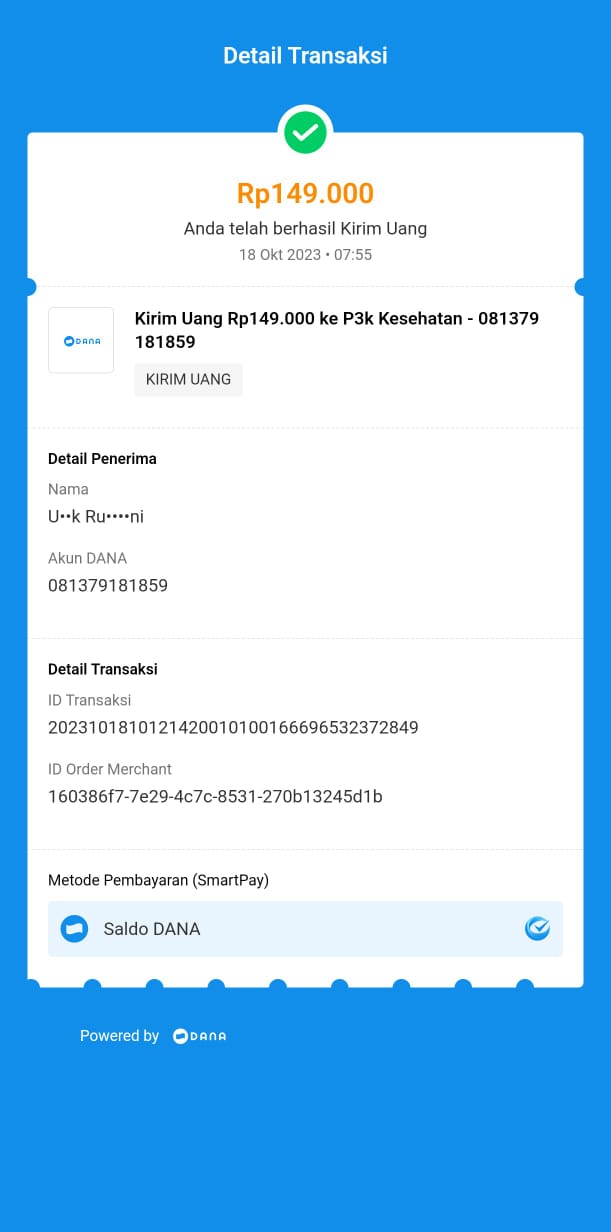 Detail Transaksi
Rp149.000
Anda telah berhasil Kirim Uang
18 Okt 2023 • 07:55
DANA
Kirim Uang Rp149.000 ke P3k Kesehatan - 081379
181859
KIRIM UANG
Detail Penerima
Nama
U••k Ru••••ni
Akun DANA
081379181859
Detail Transaksi
ID Transaksi
2023101810121420010100166696532372849
ID Order Merchant
160386f7-7e29-4c7c-8531-270b13245d1b
Metode Pembayaran (SmartPay)
Saldo DANA
Powered by DANA